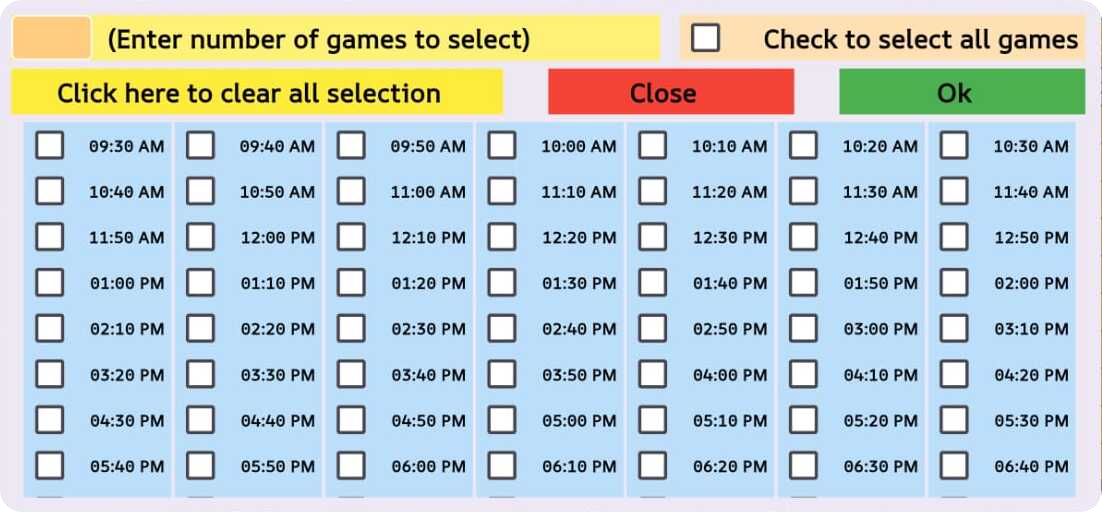 (Enter number of games to select) Check to select all games
Click here to clear all selection Close Ok
09:30 AM 09:40 AM 09:50 AM 10:00 AM 10:10 AM 10:20 AM 10:30 AM
10:40 AM 10:50 AM 11:00 AM 11:10 AM 11:20 AM 11:30 AM 11:40 AM
11:50 AM 12:00 PM 12:10 PM 12:20 PM 12:30 PM 12:40 PM 12:50 PM
01:00 PM 01:10 PM 01:20 PM 01:30 PM 01:40 PM 01:50 PM 02:00 PM
02:10 PM 02:20 PM 02:30 PM 02:40 PM 02:50 PM 03:00 PM 03:10 PM
03:20 PM 03:30 PM 03:40 PM 03:50 PM 04:00 PM 04:10 PM 04:20 PM
04:30 PM 04:40 PM 04:50 PM 05:00 PM 05:10 PM 05:20 PM 05:30 PM
05:40 PM 05:50 PM 06:00 PM 06:10 PM 06:20 PM 06:30 PM 06:40 PM